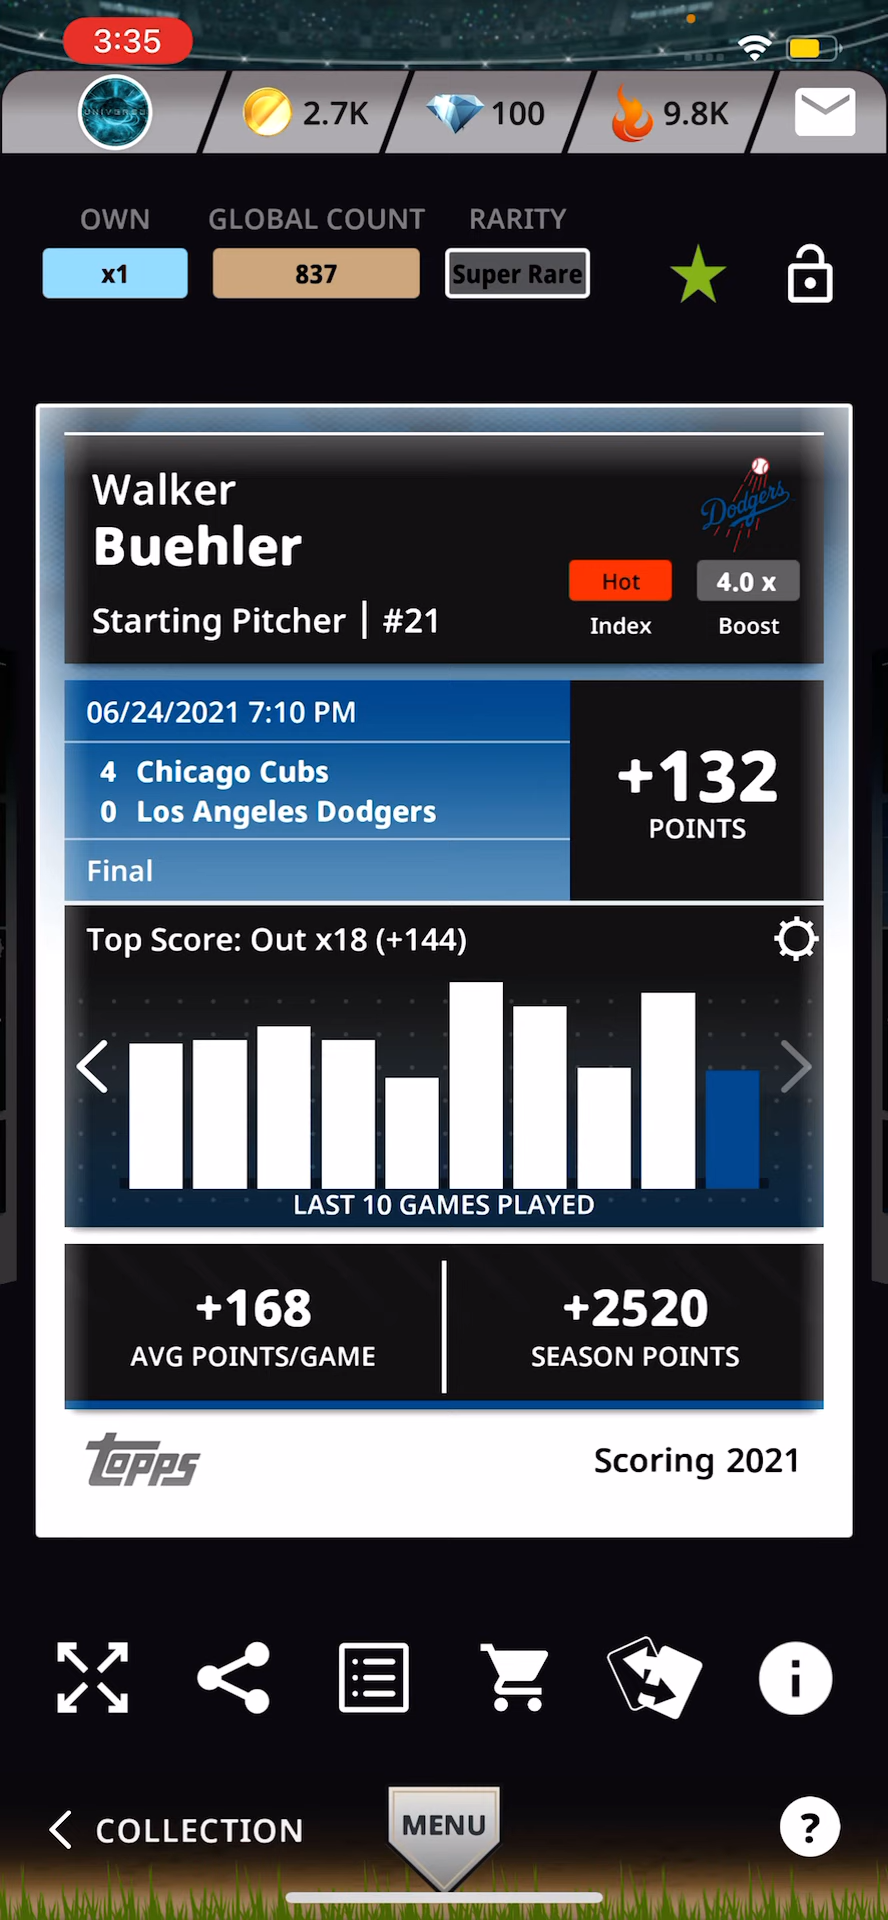 3:35
2.7K 100 9.8K
OWN GLOBAL COUNT RARITY
x1 837 Super Rare
Walker
Buehler
Dodgers
Hot 4.0 x
Starting Pitcher | #21
Index Boost
06/24/2021 7:10 PM
4 Chicago Cubs
0 Los Angeles Dodgers
Final
+132
POINTS
Top Score: Out x18 (+144)
LAST 10 GAMES PLAYED
+168
AVG POINTS/GAME
+2520
SEASON POINTS
topps
Scoring 2021
COLLECTION
MENU
?